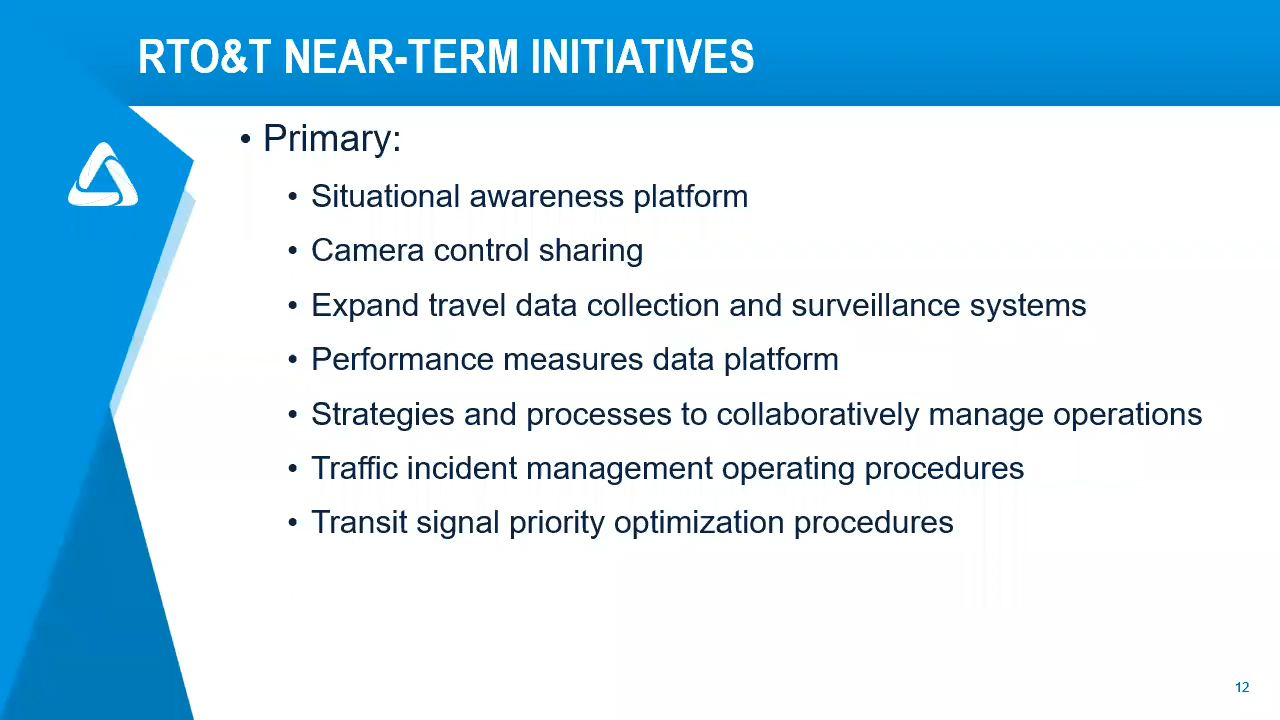 RTO&T NEAR-TERM INITIATIVES
• Primary:
• Situational awareness platform
• Camera control sharing
• Expand travel data collection and surveillance systems
• Performance measures data platform
• Strategies and processes to collaboratively manage operations
• Traffic incident management operating procedures
• Transit signal priority optimization procedures
12